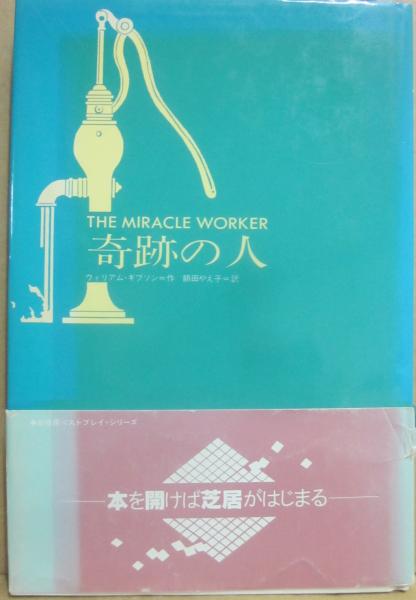 THE MIRACLE WORKER
奇跡の人
ウィリアム・ギブソン=作 額田やえ子=訳
ベストプレイ・シリーズ
本を開けば芝居がはじまる